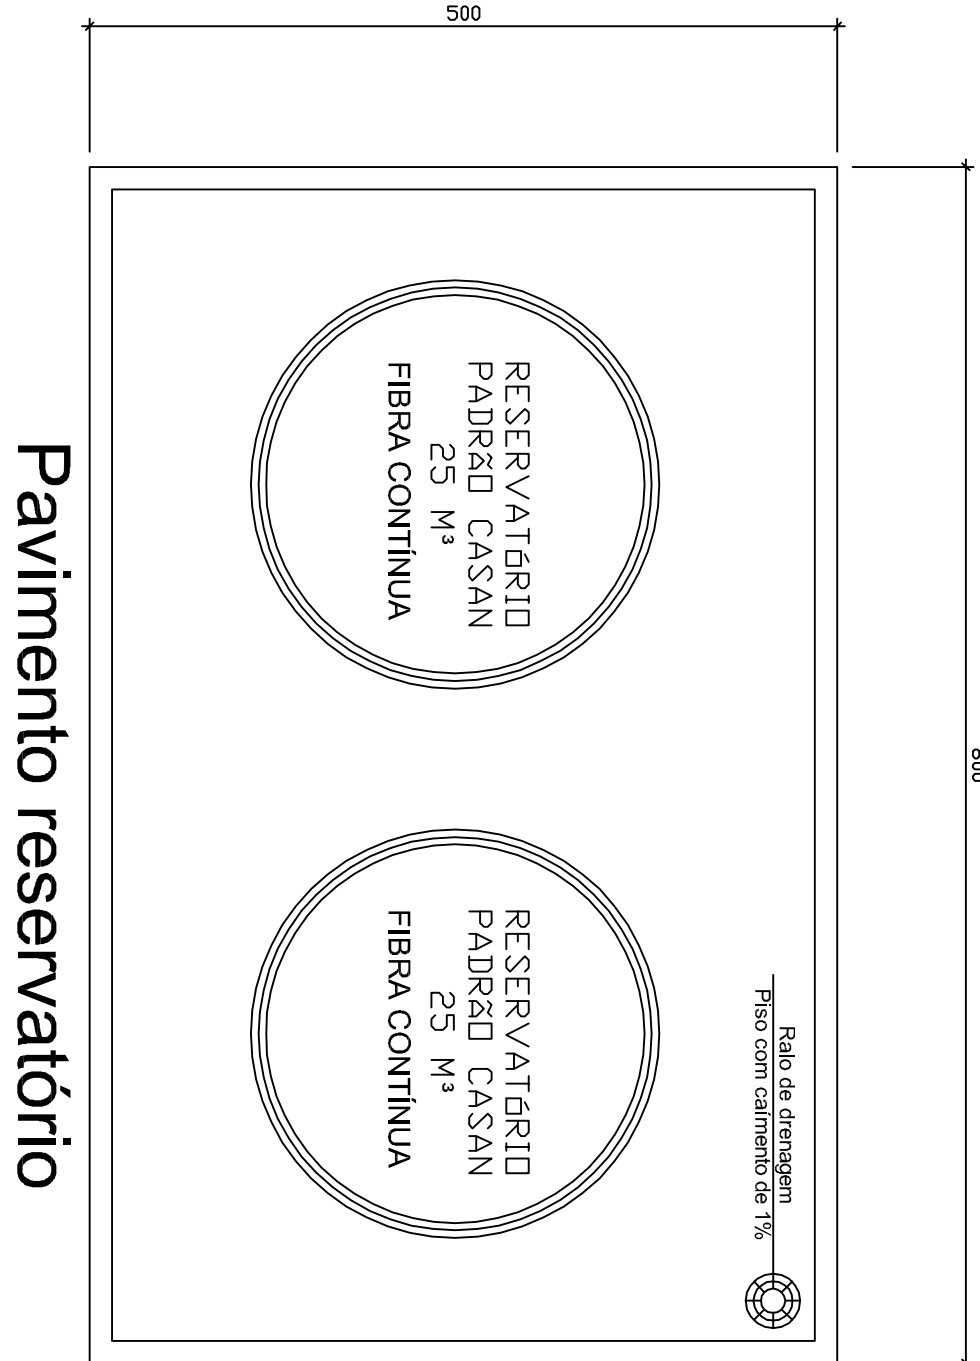 500
800
RESERVATÓRIO
PADRÃO CASAN
25 M³
FIBRA CONTÍNUA
RESERVATÓRIO
PADRÃO CASAN
25 M³
FIBRA CONTÍNUA
Ralo de drenagem
Piso com caímento de 1%
Pavimento reservatório